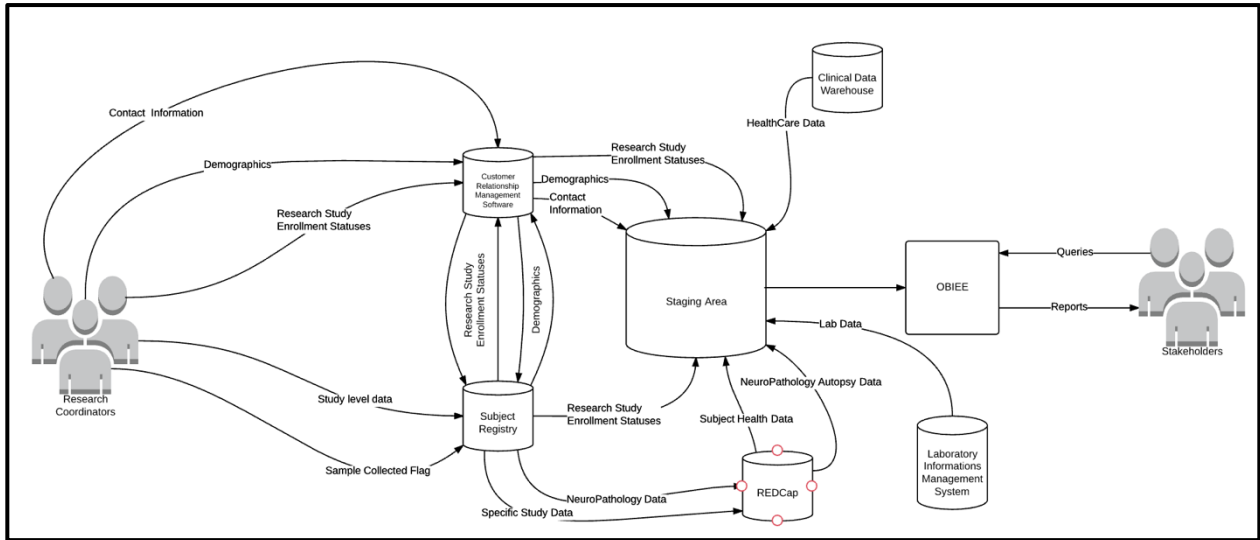 Clinical Data
Warehouse
HealthCare Data
Contact Information
Demographics
Research Study
Enrollment Statuses
Customer
Relationship
Management
Software
Research Study
Enrollment Statuses
Demographics
Contact
Information
Research Study
Enrollment Statuses
Demographics
Staging Area
OBIEE
Queries
Reports
Stakeholders
Lab Data
Research
Coordinators
Study level data
Sample Collected Flag
Subject
Registry
Research Study
Enrollment Statuses
NeuroPathology Autopsy Data
Subject Health Data
NeuroPathology Data
Specific Study Data
REDCap
Laboratory
Informations
Management
System